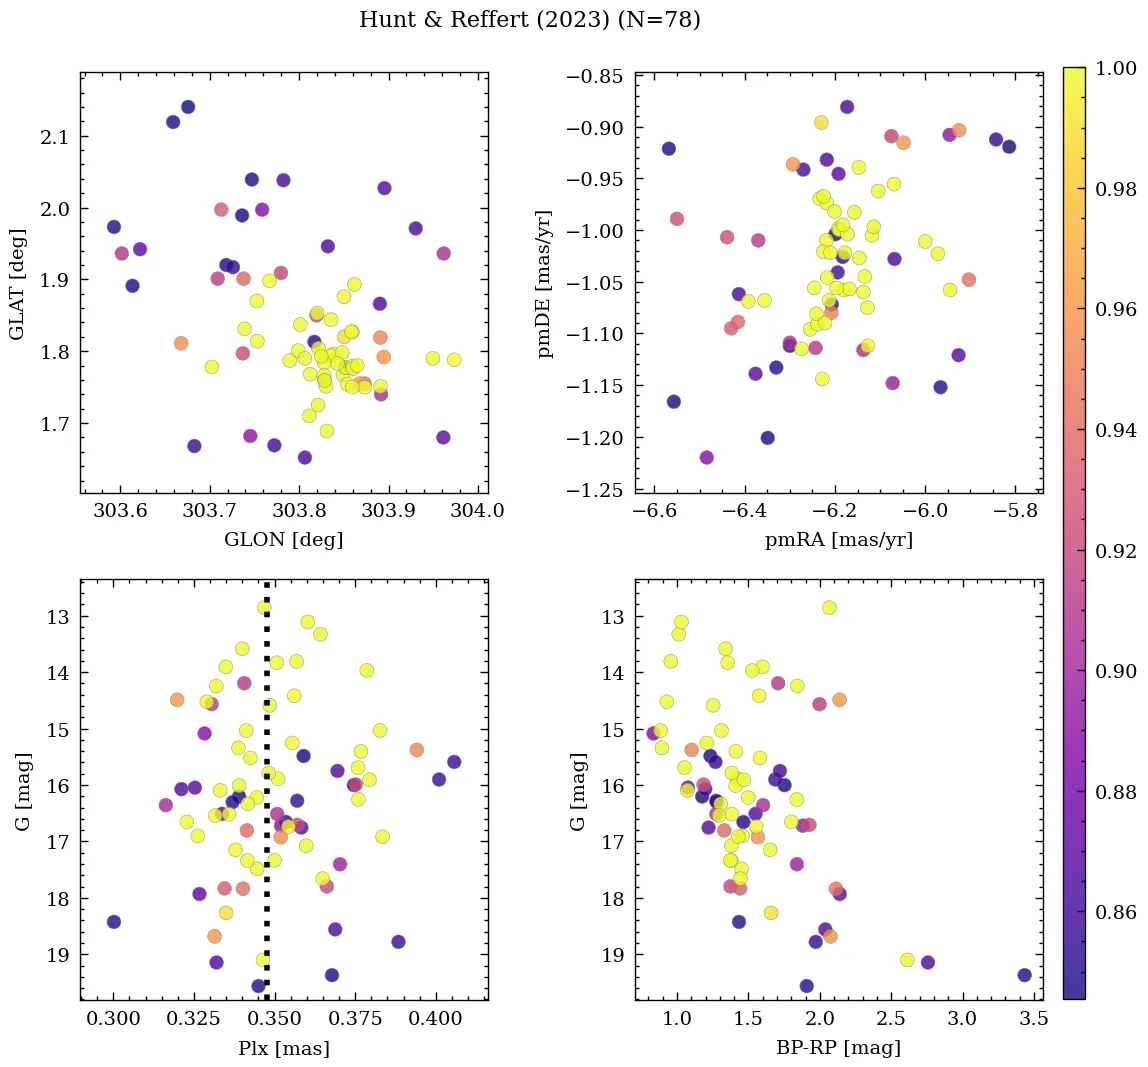 Hunt & Reffert (2023) (N=78)
2.1
2.0
1.9
1.8
1.7
303.6 303.7 303.8 303.9 304.0
GLON [deg]
GLAT [deg]
−0.85
−0.90
−0.95
−1.00
−1.05
−1.10
−1.15
−1.20
−1.25
−6.6 −6.4 −6.2 −6.0 −5.8
pmRA [mas/yr]
pmDE [mas/yr]
13
14
15
16
17
18
19
0.300 0.325 0.350 0.375 0.400
Plx [mas]
G [mag]
13
14
15
16
17
18
19
1.0 1.5 2.0 2.5 3.0 3.5
BP-RP [mag]
G [mag]
1.00
0.98
0.96
0.94
0.92
0.90
0.88
0.86